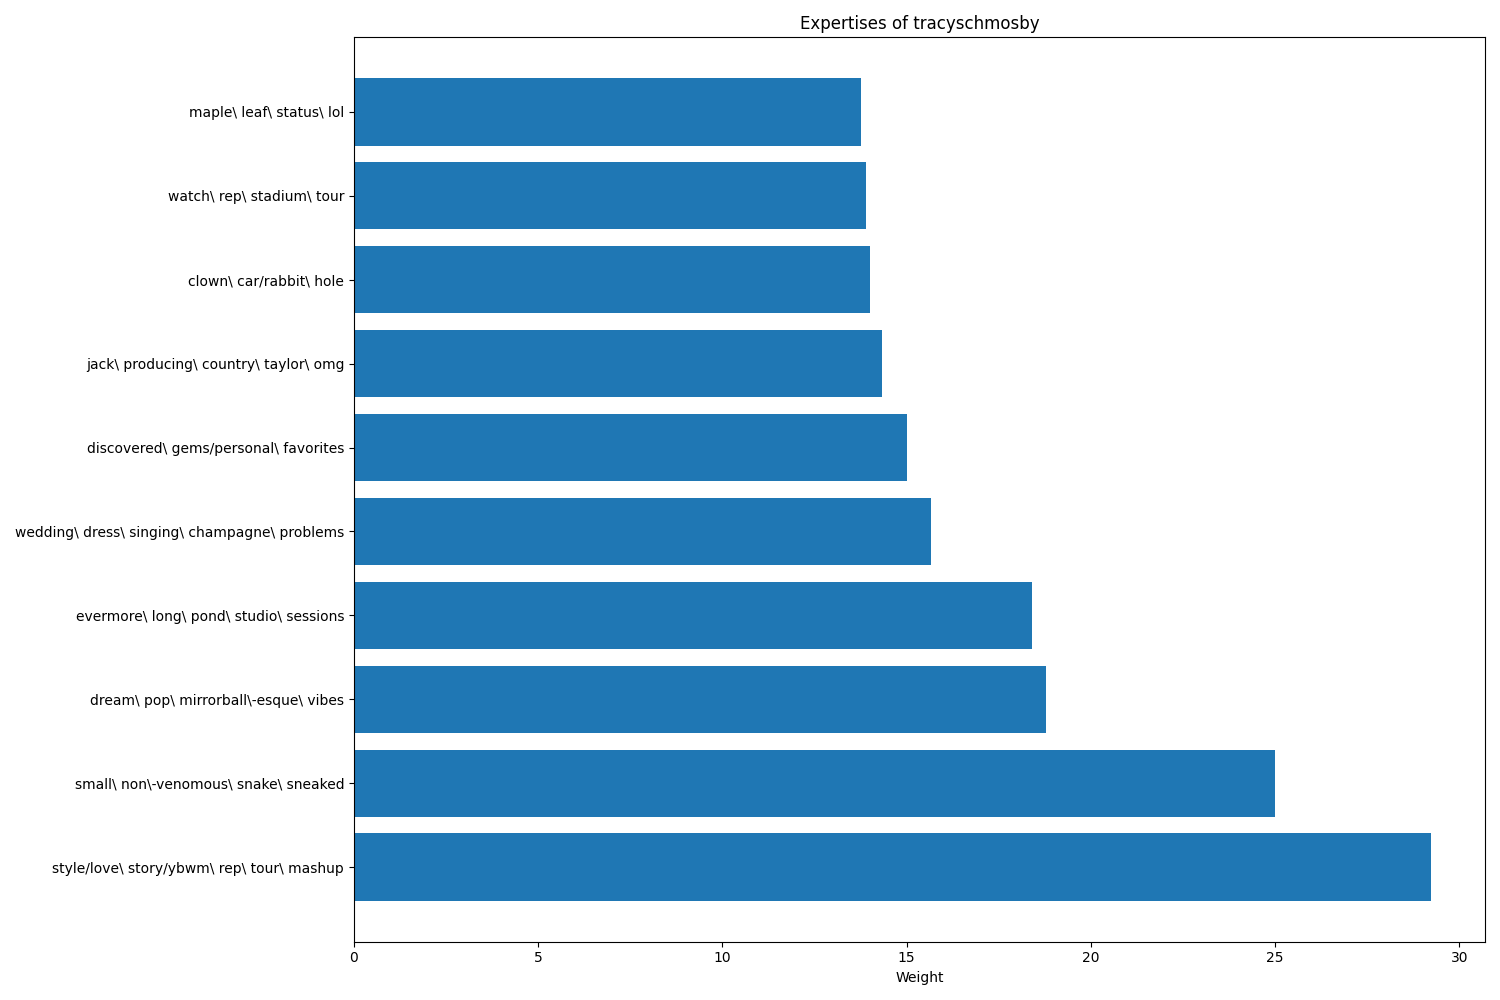 Expertises of tracyschmosby
maple\ leaf\ status\ lol
watch\ rep\ stadium\ tour
clown\ car/rabbit\ hole
jack\ producing\ country\ taylor\ omg
discovered\ gems/personal\ favorites
wedding\ dress\ singing\ champagne\ problems
evermore\ long\ pond\ studio\ sessions
dream\ pop\ mirrorball\-esque\ vibes
small\ non\-venomous\ snake\ sneaked
style/love\ story/ybwm\ rep\ tour\ mashup
0 5 10 15 20 25 30
Weight